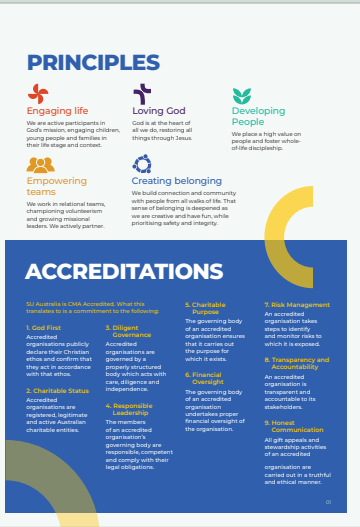 PRINCIPLES
Engaging life
We are active participants in
God's mission, engaging children,
young people and families in
their life stage and context.
Loving God
God is at the heart of
all we do, restoring all
things through Jesus.
Developing
People
We place a high value on
people and foster whole-
of-life discipleship.
Empowering
teams
We work in relational teams,
championing volunteerism
and growing missional
leaders. We actively partner.
Creating belonging
We build connection and community
with people from all walks of life. That
sense of belonging is deepened as
we are creative and have fun, while
prioritising safety and integrity.
ACCREDITATIONS
SU Australia is CMA Accredited. What this
translates to is a commitment to the following:
1. God First
Accredited
organisations publicly
declare their Christian
ethos and confirm that
they act in accordance
with that ethos.
2. Charitable Status
Accredited
organisations are
registered, legitimate
and active Australian
charitable entities.
3. Diligent
Governance
Accredited
organisations are
governed by a
properly structured
body which acts with
care, diligence and
independence.
4. Responsible
Leadership
The members
of an accredited
organisation's
governing body are
responsible, competent
and comply with their
legal obligations.
5. Charitable
Purpose
The governing body
of an accredited
organisation ensures
that it carries out
the purpose for
which it exists.
6. Financial
Oversight
The governing body
of an accredited
organisation
undertakes proper
financial oversight of
the organisation.
7. Risk Management
An accredited
organisation takes
steps to identify
and monitor risks to
which it is exposed.
8. Transparency and
Accountability
An accredited
organisation is
transparent and
accountable to its
stakeholders.
9. Honest
Communication
All gift appeals and
stewardship activities
of an accredited
organisation are
carried out in a truthful
and ethical manner.